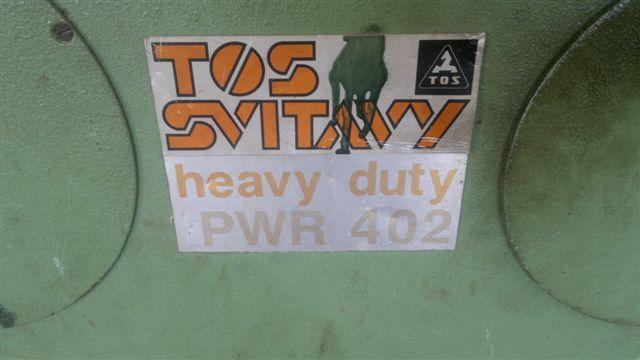 TOS
SVITAVY
TOS
heavy duty
PWR 402